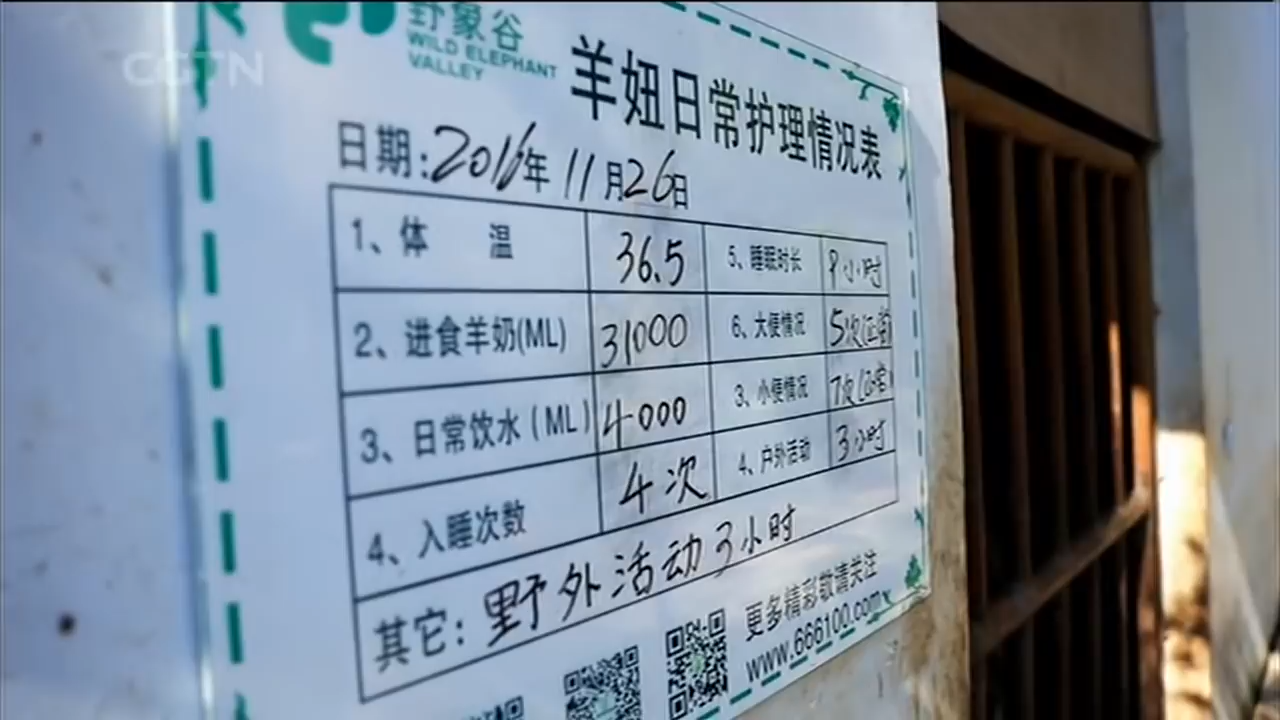 CGTN
野象谷
WILD ELEPHANT
VALLEY
羊妞日常护理情况表
日期:2016年11月26日
1、体 温 36.5 5、睡眠时长 8小时
2、进食羊奶(ML) 31000 6、大便情况 5次(正常)
3、日常饮水(ML) 4000 3、小便情况 7次(正常)
4、入睡次数 4次 4、户外活动 3小时
其它:野外活动3小时
更多精彩敬请关注
www.666100.com